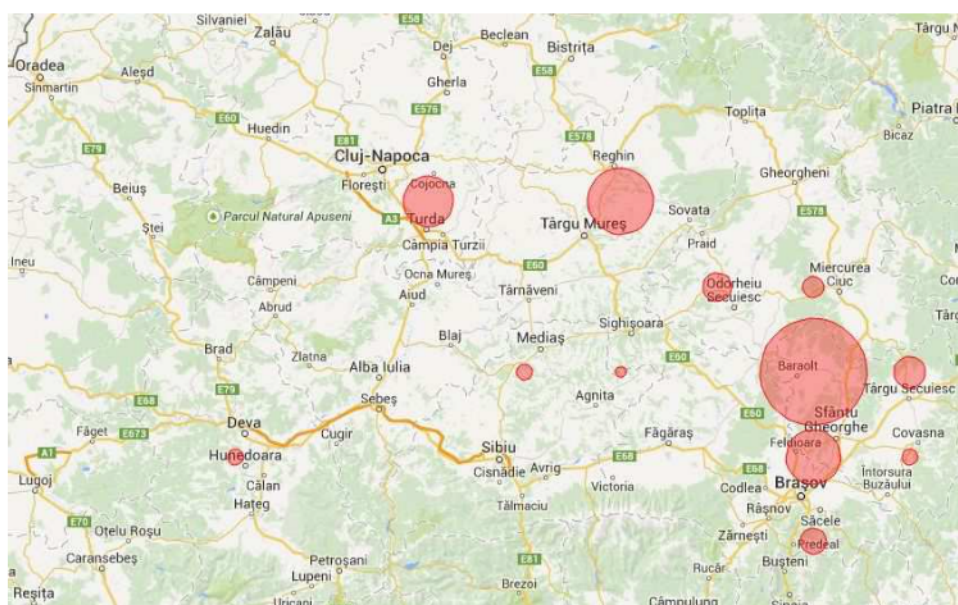 Silvaniei
Zalău
E58
Dej
Beclean
Bistrița
Târgu N
Oradea
Sînmartin
Aleșd
E60
Gherla
E576
E58
Toplița
Piatra
Bicaz
Huedin
E81
E79
Cluj-Napoca
E578
Reghin
Florești
Cojocna
Gheorgheni
Beiuș
Parcul Natural Apuseni
A3
Turda
Târgu Mureș
Sovata
E578
Ștei
Câmpia Turzii
Praid
Ineu
E60
Câmpeni
Ocna Mureș
Târnăveni
Odorheiu
Secuiesc
Miercurea
Ciuc
Abrud
Aiud
Sighișoara
Brad
Zlatna
Blaj
Mediaș
E60
Alba Iulia
Baraolt
E79
E68
Agnita
Târgu Secuiesc
Sebeș
E60
Sfântu
Gheorghe
Făget
E673
Deva
Cugir
Sibiu
Făgăraș
Feldioara
Covasna
A1
Hunedoara
Cisnădie
Avrig
E68
E68
Întorsura
Buzăului
Lugoj
Călan
Victoria
Codlea
Brașov
Hațeg
Tălmaciu
Râșnov
Săcele
E70
Oțelu Roșu
Zărnești
Predeal
Caransebeș
Petroșani
E81
Bușteni
Lupeni
Rucăr
Reșița
Uricani
Brezoi
Câmpulung
Sinaia